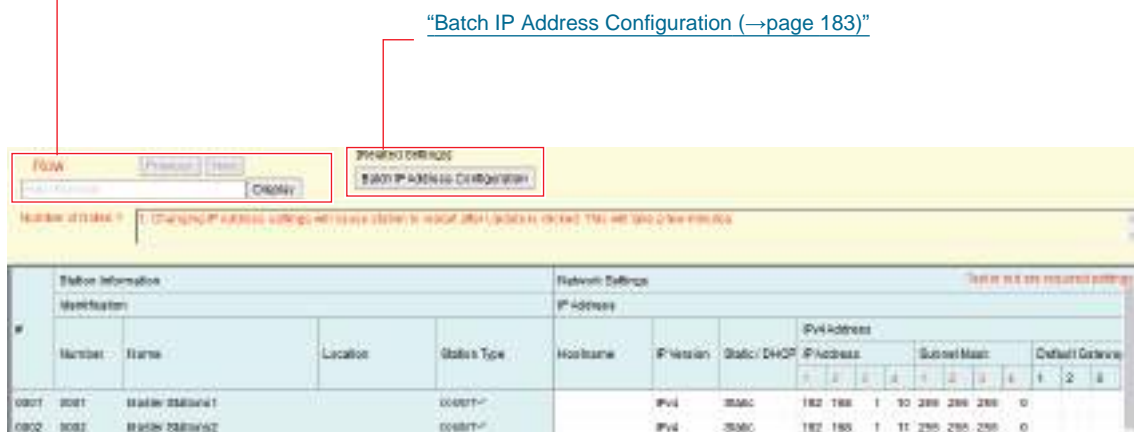 “Batch IP Address Configuration (→page 183)”
[Related Settings]
Row Previous Next
Batch IP Address Configuration
Display
Number of Notes: 1 1. Changing IP address settings will cause station to restart after Update is clicked. This will take a few minutes.
Station Information Network Settings Text in red are required settings
Identification IP Address
# IPv4 Address
Number Name Location Station Type Hostname IP Version Static / DHCP IP Address Subnet Mask Default Gateway
1 2 3 4 1 2 3 4 1 2 3
0001 0001 Master Stations1 IPv4 Static 192 168 1 10 255 255 255 0
0002 0002 Master Stations2 IPv4 Static 192 168 1 11 255 255 255 0